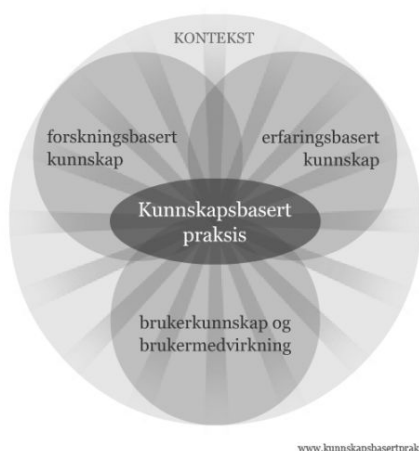 KONTEKST
forskningsbasert
kunnskap
erfaringsbasert
kunnskap
Kunnskapsbasert
praksis
brukerkunnskap og
brukermedvirkning